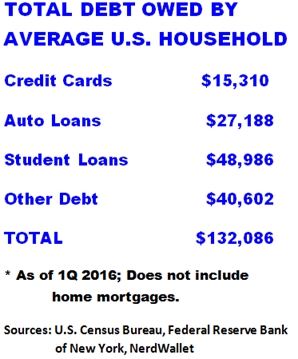 TOTAL DEBT OWED BY
AVERAGE U.S. HOUSEHOLD
Credit Cards $15,310
Auto Loans $27,188
Student Loans $48,986
Other Debt $40,602
TOTAL $132,086
* As of 1Q 2016; Does not include
home mortgages.
Sources: U.S. Census Bureau, Federal Reserve Bank
of New York, NerdWallet